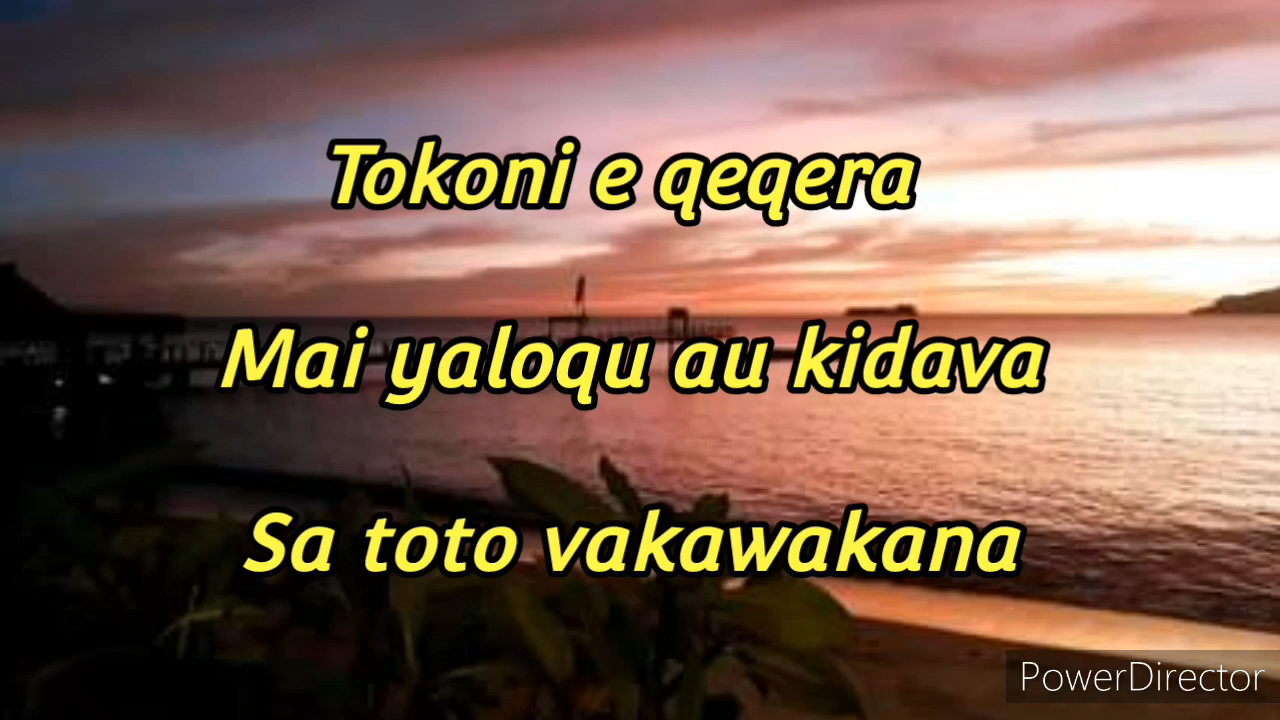 Tokoni e qeqera
Mai yaloqu au kidava
Sa toto vakawakana
PowerDirector